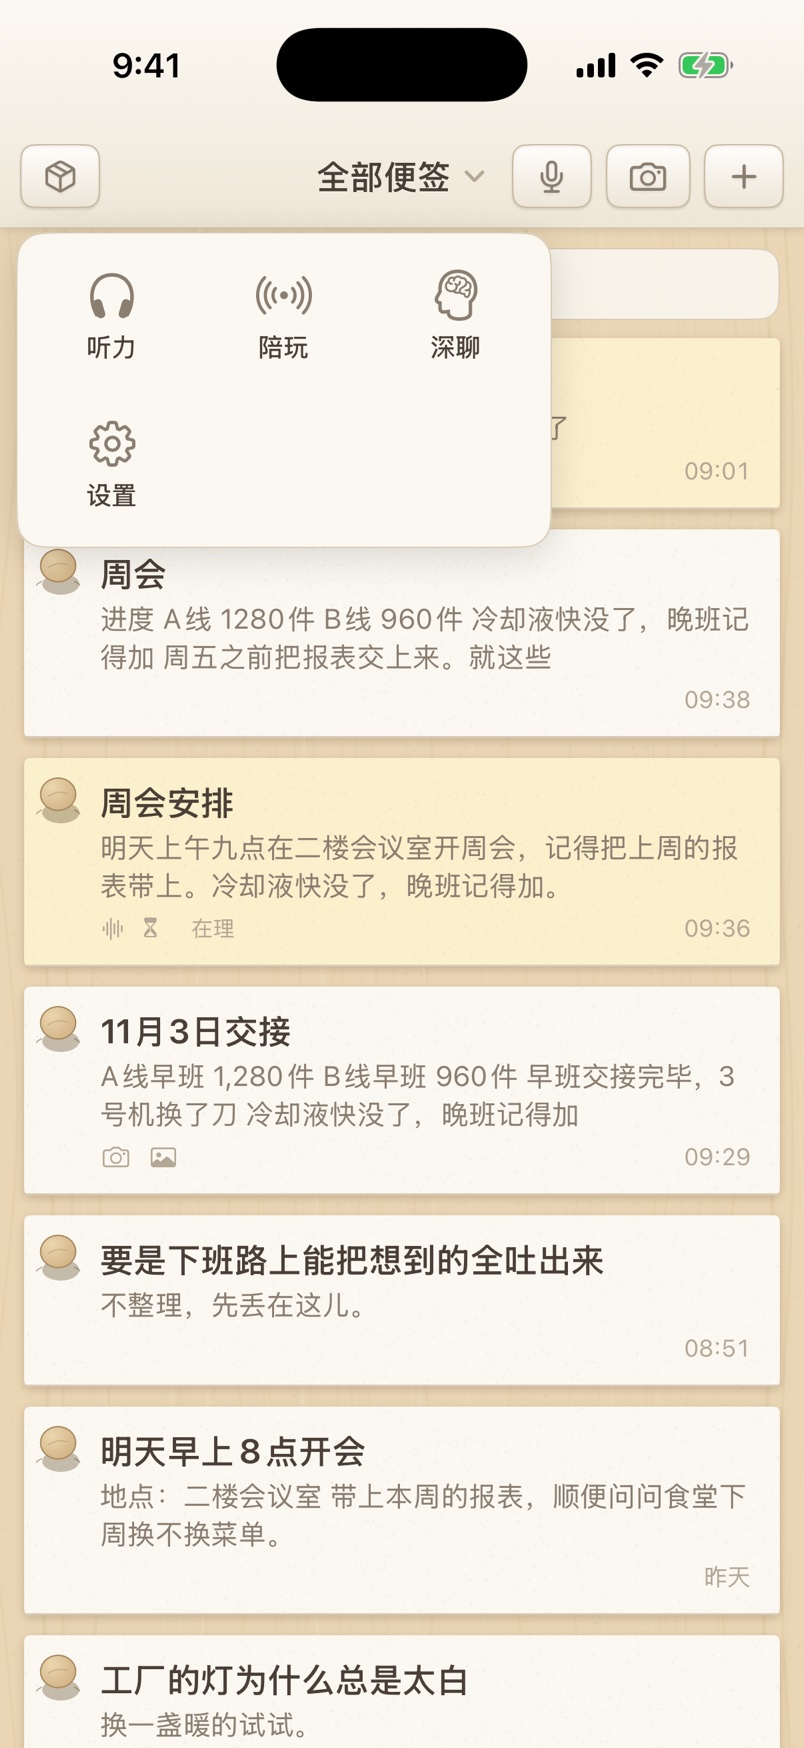 9:41
全部便签
听力
陪玩
深聊
设置
了
09:01
周会
进度 A线 1280件 B线 960件 冷却液快没了，晚班记
得加 周五之前把报表交上来。就这些
09:38
周会安排
明天上午九点在二楼会议室开周会，记得把上周的报
表带上。冷却液快没了，晚班记得加。
在理
09:36
11月3日交接
A线早班 1,280件 B线早班 960件 早班交接完毕，3
号机换了刀 冷却液快没了，晚班记得加
09:29
要是下班路上能把想到的全吐出来
不整理，先丢在这儿。
08:51
明天早上8点开会
地点：二楼会议室 带上本周的报表，顺便问问食堂下
周换不换菜单。
昨天
工厂的灯为什么总是太白
换一盏暖的试试。